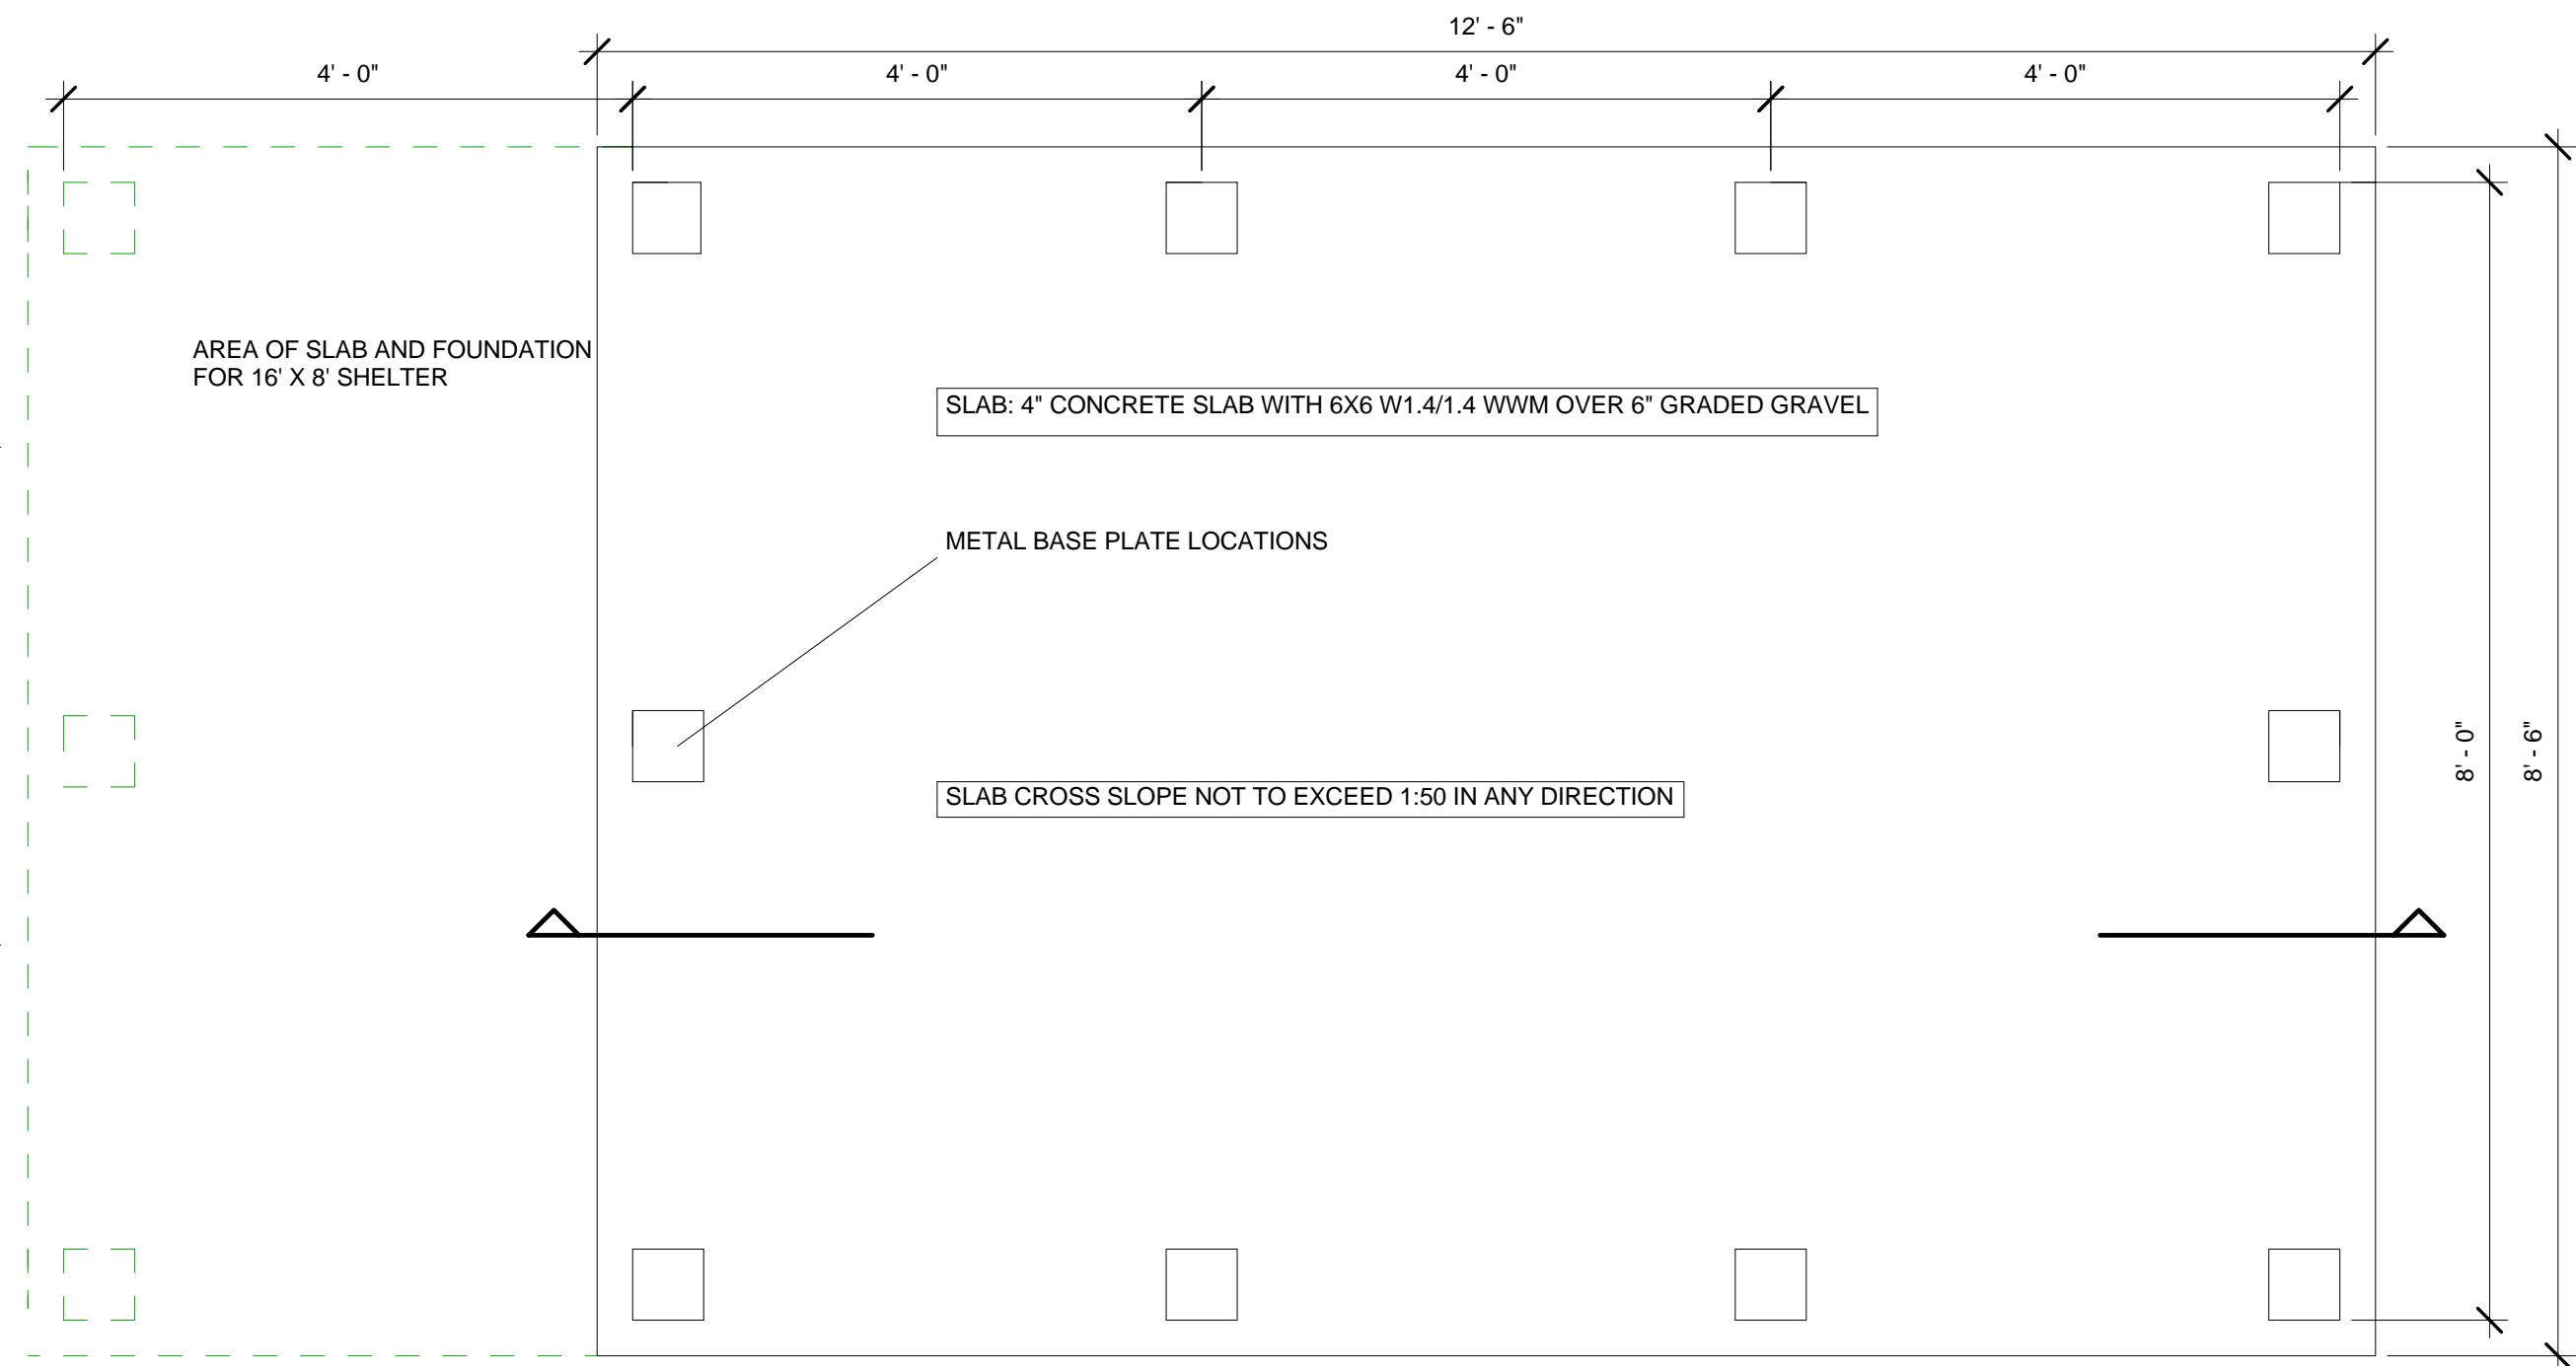 12' - 6"
4' - 0"
4' - 0"
4' - 0"
4' - 0"
AREA OF SLAB AND FOUNDATION
FOR 16' X 8' SHELTER
SLAB: 4" CONCRETE SLAB WITH 6X6 W1.4/1.4 WWM OVER 6" GRADED GRAVEL
METAL BASE PLATE LOCATIONS
8' - 0"
8' - 6"
SLAB CROSS SLOPE NOT TO EXCEED 1:50 IN ANY DIRECTION